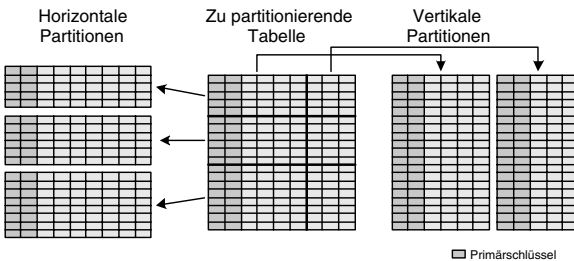 Horizontale
Partitionen
Zu partitionierende
Tabelle
Vertikale
Partitionen
Primärschlüssel